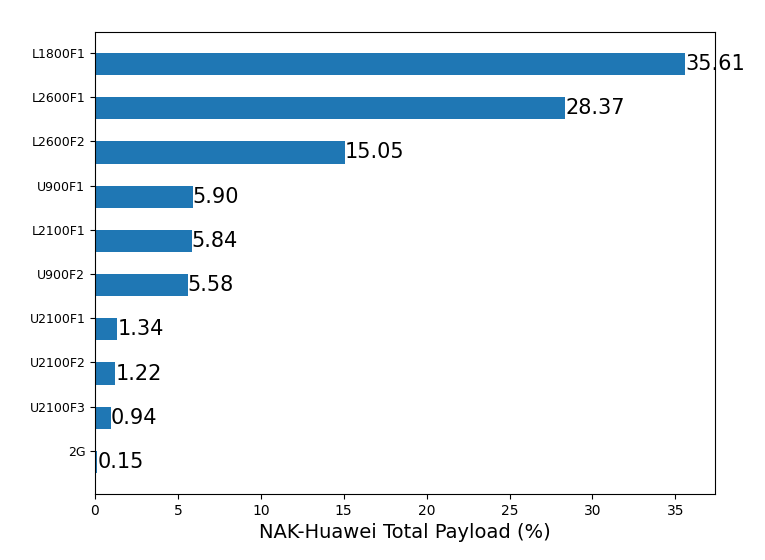 L1800F1 35.61
L2600F1 28.37
L2600F2 15.05
U900F1 5.90
L2100F1 5.84
U900F2 5.58
U2100F1 1.34
U2100F2 1.22
U2100F3 0.94
2G 0.15
0 5 10 15 20 25 30 35
NAK-Huawei Total Payload (%)